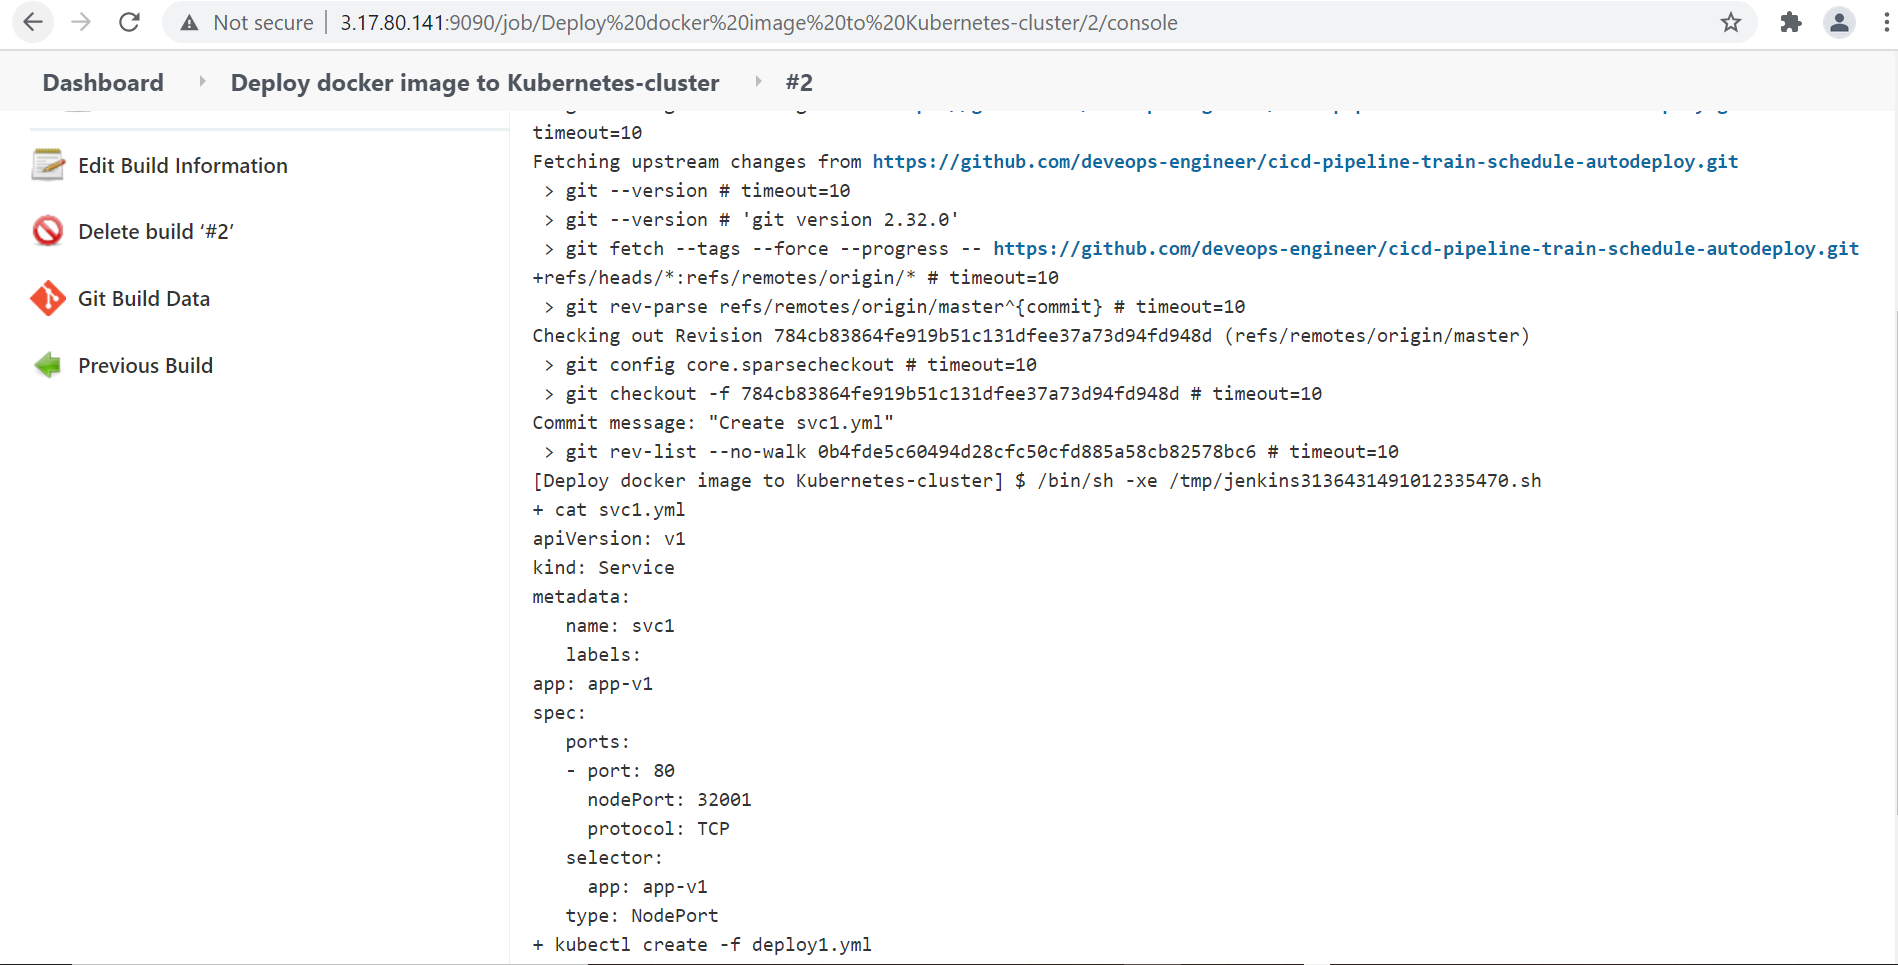 Not secure | 3.17.80.141:9090/job/Deploy%20docker%20image%20to%20Kubernetes-cluster/2/console
Dashboard Deploy docker image to Kubernetes-cluster #2
Edit Build Information
Delete build ‘#2’
Git Build Data
Previous Build
timeout=10
Fetching upstream changes from https://github.com/deveops-engineer/cicd-pipeline-train-schedule-autodeploy.git
> git --version # timeout=10
> git --version # 'git version 2.32.0'
> git fetch --tags --force --progress -- https://github.com/deveops-engineer/cicd-pipeline-train-schedule-autodeploy.git
+refs/heads/*:refs/remotes/origin/* # timeout=10
> git rev-parse refs/remotes/origin/master^{commit} # timeout=10
Checking out Revision 784cb83864fe919b51c131dfee37a73d94fd948d (refs/remotes/origin/master)
> git config core.sparsecheckout # timeout=10
> git checkout -f 784cb83864fe919b51c131dfee37a73d94fd948d # timeout=10
Commit message: "Create svc1.yml"
> git rev-list --no-walk 0b4fde5c60494d28cfc50cfd885a58cb82578bc6 # timeout=10
[Deploy docker image to Kubernetes-cluster] $ /bin/sh -xe /tmp/jenkins3136431491012335470.sh
+ cat svc1.yml
apiVersion: v1
kind: Service
metadata:
   name: svc1
   labels:
app: app-v1
spec:
   ports:
   - port: 80
     nodePort: 32001
     protocol: TCP
   selector:
     app: app-v1
   type: NodePort
+ kubectl create -f deploy1.yml